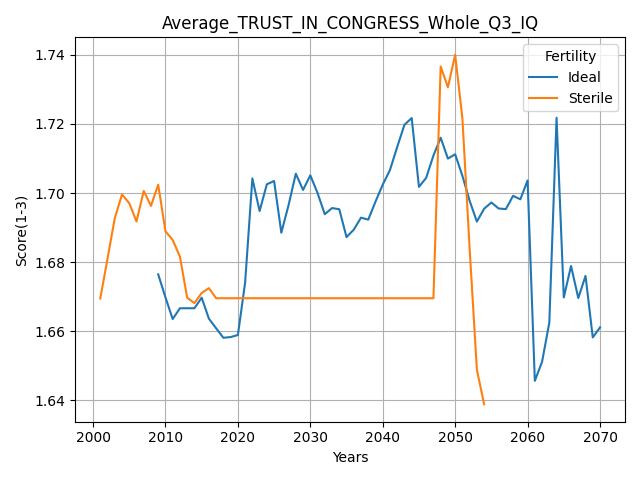 Average_TRUST_IN_CONGRESS_Whole_Q3_IQ
Fertility
Ideal
Sterile
Score(1-3)
1.74
1.72
1.70
1.68
1.66
1.64
2000 2010 2020 2030 2040 2050 2060 2070
Years